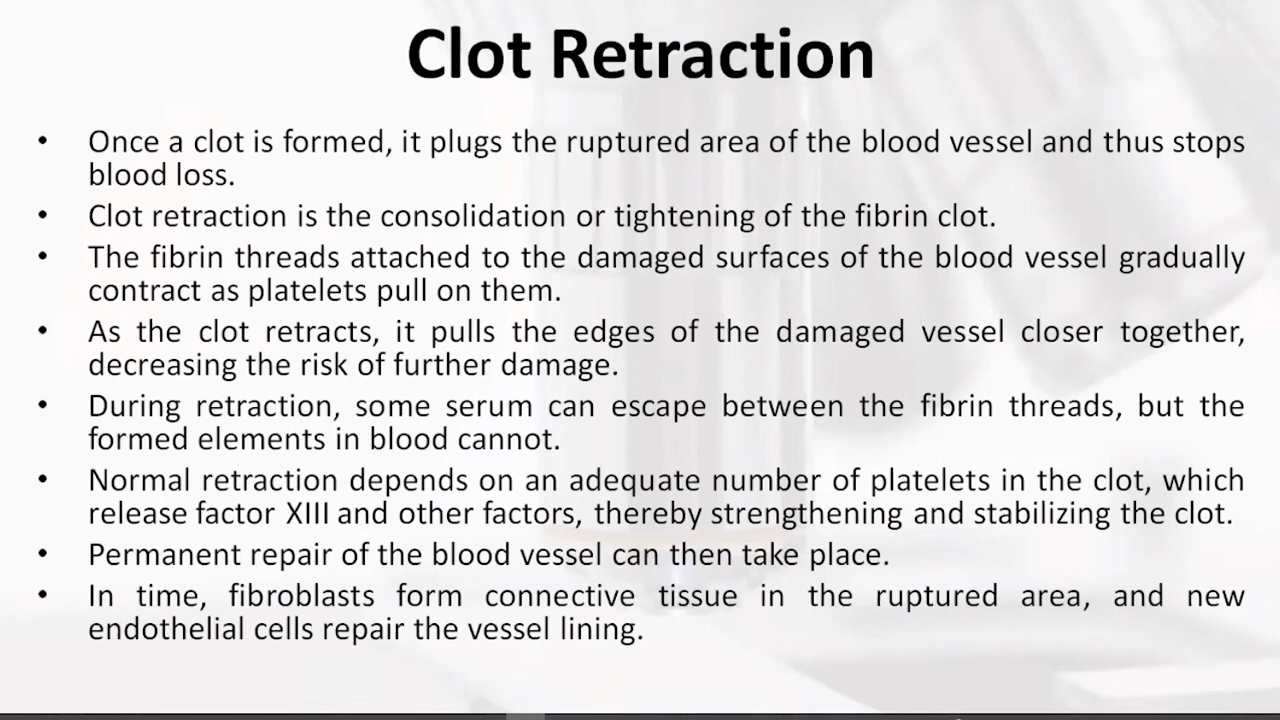 Clot Retraction
• Once a clot is formed, it plugs the ruptured area of the blood vessel and thus stops
blood loss.
• Clot retraction is the consolidation or tightening of the fibrin clot.
• The fibrin threads attached to the damaged surfaces of the blood vessel gradually
contract as platelets pull on them.
• As the clot retracts, it pulls the edges of the damaged vessel closer together,
decreasing the risk of further damage.
• During retraction, some serum can escape between the fibrin threads, but the
formed elements in blood cannot.
• Normal retraction depends on an adequate number of platelets in the clot, which
release factor XIII and other factors, thereby strengthening and stabilizing the clot.
• Permanent repair of the blood vessel can then take place.
• In time, fibroblasts form connective tissue in the ruptured area, and new
endothelial cells repair the vessel lining.